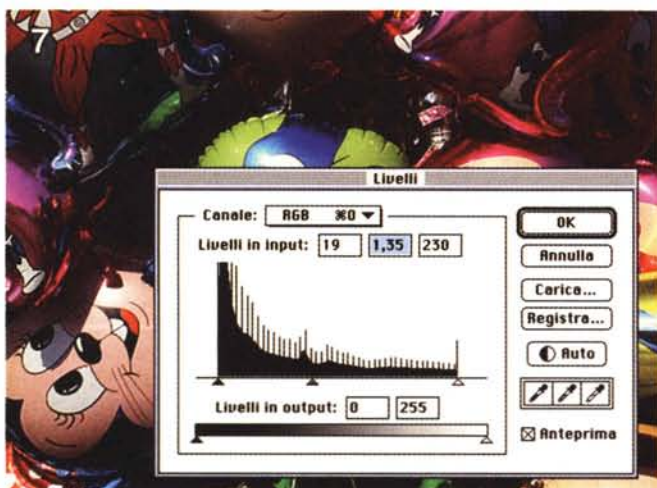 7
Livelli
Canale: RGB ⌘0
Livelli in input: 19 1,35 230
Livelli in output: 0 255
OK
Annulla
Carica...
Registra...
Auto
Anteprima